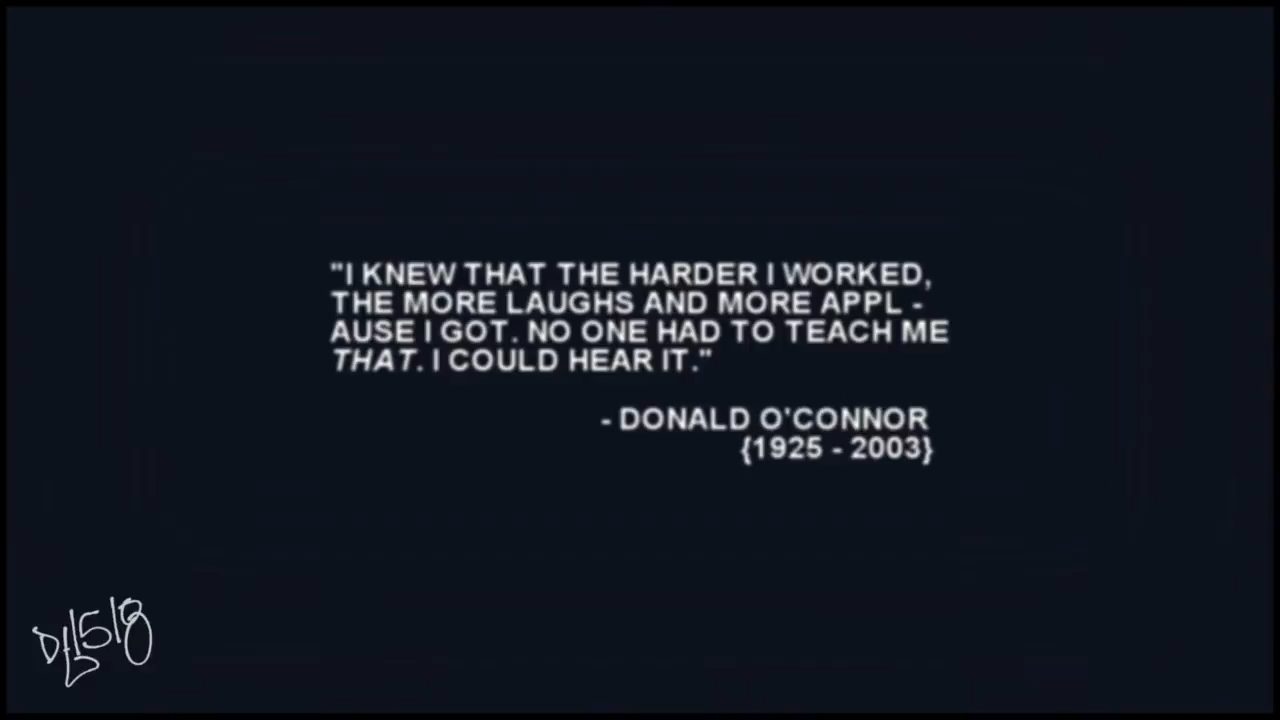 "I KNEW THAT THE HARDER I WORKED,
THE MORE LAUGHS AND MORE APPL -
AUSE I GOT. NO ONE HAD TO TEACH ME
THAT. I COULD HEAR IT."
- DONALD O'CONNOR
{1925 - 2003}